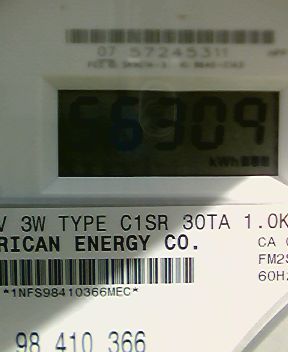 07 57245311
66309
kWh
V 3W TYPE C1SR 30TA 1.0K
RICAN ENERGY CO.
CA
FM2S
60Hz
*1NFS98410366MEC*
98 410 366